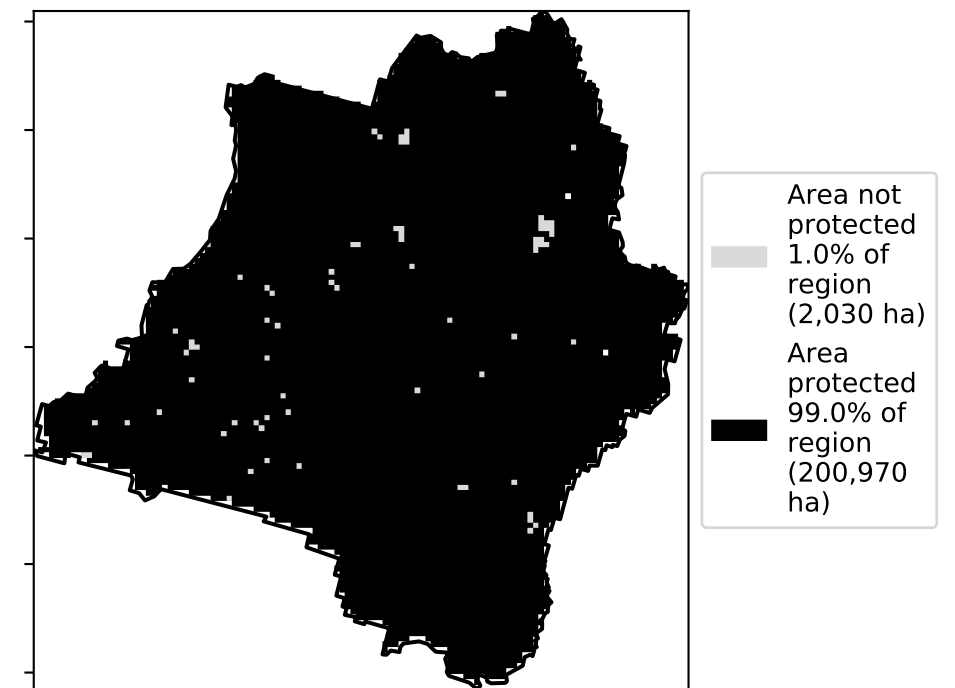 Area not
protected
1.0% of
region
(2,030 ha)
Area
protected
99.0% of
region
(200,970
ha)